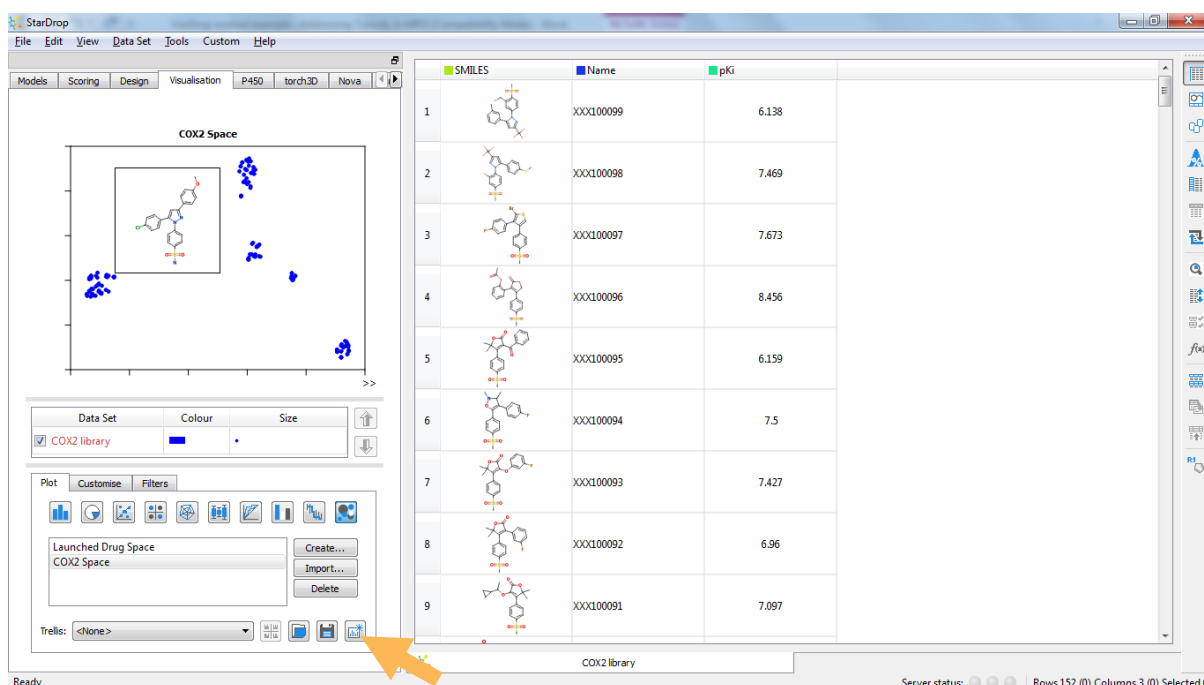 StarDrop
File Edit View Data Set Tools Custom Help
Models Scoring Design Visualisation P450 torch3D Nova
COX2 Space
>>
Data Set Colour Size
COX2 library
Plot Customise Filters
Launched Drug Space
COX2 Space
Create...
Import...
Delete
Trellis: <None>
SMILES Name pKi
1 XXX100099 6.138
2 XXX100098 7.469
3 XXX100097 7.673
4 XXX100096 8.456
5 XXX100095 6.159
6 XXX100094 7.5
7 XXX100093 7.427
8 XXX100092 6.96
9 XXX100091 7.097
COX2 library
Ready
Server status: Rows 152 (0) Columns 3 (0) Selected